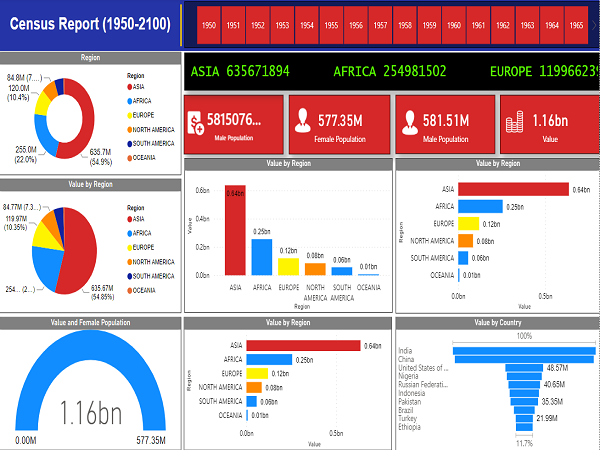 Census Report (1950-2100)
1950 1951 1952 1953 1954 1955 1956 1957 1958 1959 1960 1961 1962 1963 1964 1965
ASIA 635671894 AFRICA 254981502 EUROPE 119966239
Region
84.8M (7....)
120.0M
(10.4%)
255.0M
(22.0%)
635.7M
(54.9%)
Region
ASIA
AFRICA
EUROPE
NORTH AMERICA
SOUTH AMERICA
OCEANIA
5815076...
Male Population
577.35M
Female Population
581.51M
Male Population
1.16bn
Value
Value by Region
84.77M (7.3...)
119.97M
(10.35%)
254... (2...)
635.67M
(54.85%)
Region
ASIA
AFRICA
EUROPE
NORTH AMERICA
SOUTH AMERICA
OCEANIA
Value by Region
Value
0.6bn
0.4bn
0.2bn
0.0bn
0.64bn
0.25bn
0.12bn
0.08bn
0.06bn
0.01bn
ASIA AFRICA EUROPE NORTH AMERICA SOUTH AMERICA OCEANIA
Region
Value by Region
Region
ASIA 0.64bn
AFRICA 0.25bn
EUROPE 0.12bn
NORTH AMERICA 0.08bn
SOUTH AMERICA 0.06bn
OCEANIA 0.01bn
0.0bn 0.5bn
Value
Value and Female Population
1.16bn
0.00M 577.35M
Value by Region
Region
ASIA 0.64bn
AFRICA 0.25bn
EUROPE 0.12bn
NORTH AMERICA 0.08bn
SOUTH AMERICA 0.06bn
OCEANIA 0.01bn
0.0bn 0.5bn
Value
Value by Country
100%
India
China
United States of ... 48.57M
Nigeria
Russian Federati... 40.65M
Indonesia
Pakistan 35.35M
Brazil
Turkey 21.99M
Ethiopia
11.7%